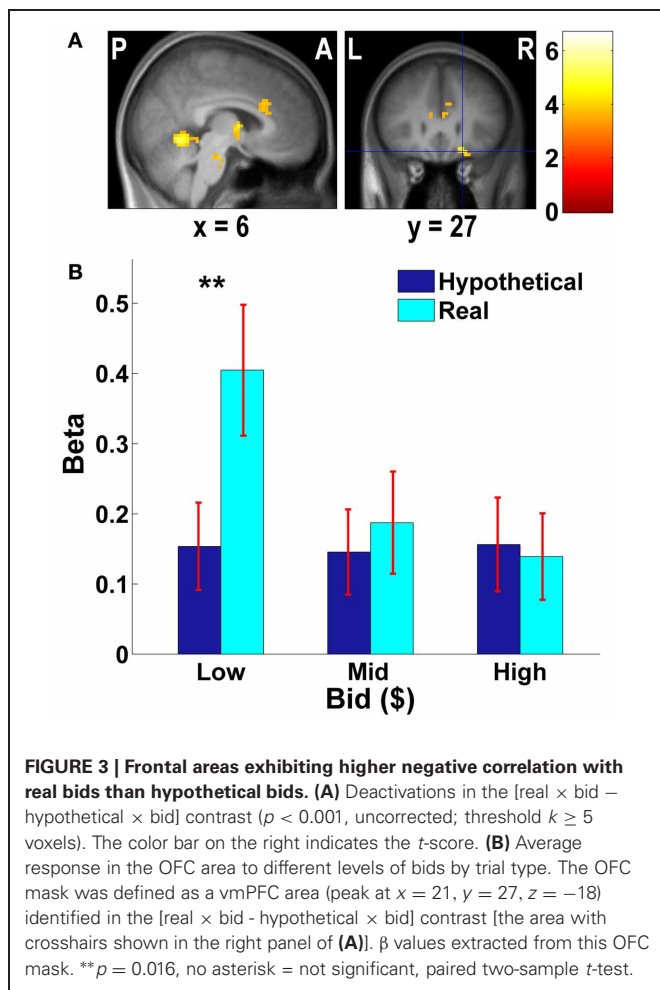 A
P A L R
6
4
2
0
x = 6 y = 27
B
**
Hypothetical
Real
0.5
0.4
0.3
0.2
0.1
0
Beta
Low Mid High
Bid ($)
FIGURE 3 | Frontal areas exhibiting higher negative correlation with
real bids than hypothetical bids. (A) Deactivations in the [real × bid –
hypothetical × bid] contrast (p < 0.001, uncorrected; threshold k ≥ 5
voxels). The color bar on the right indicates the t-score. (B) Average
response in the OFC area to different levels of bids by trial type. The OFC
mask was defined as a vmPFC area (peak at x = 21, y = 27, z = −18)
identified in the [real × bid - hypothetical × bid] contrast [the area with
crosshairs shown in the right panel of (A)]. β values extracted from this OFC
mask. **p = 0.016, no asterisk = not significant, paired two-sample t-test.